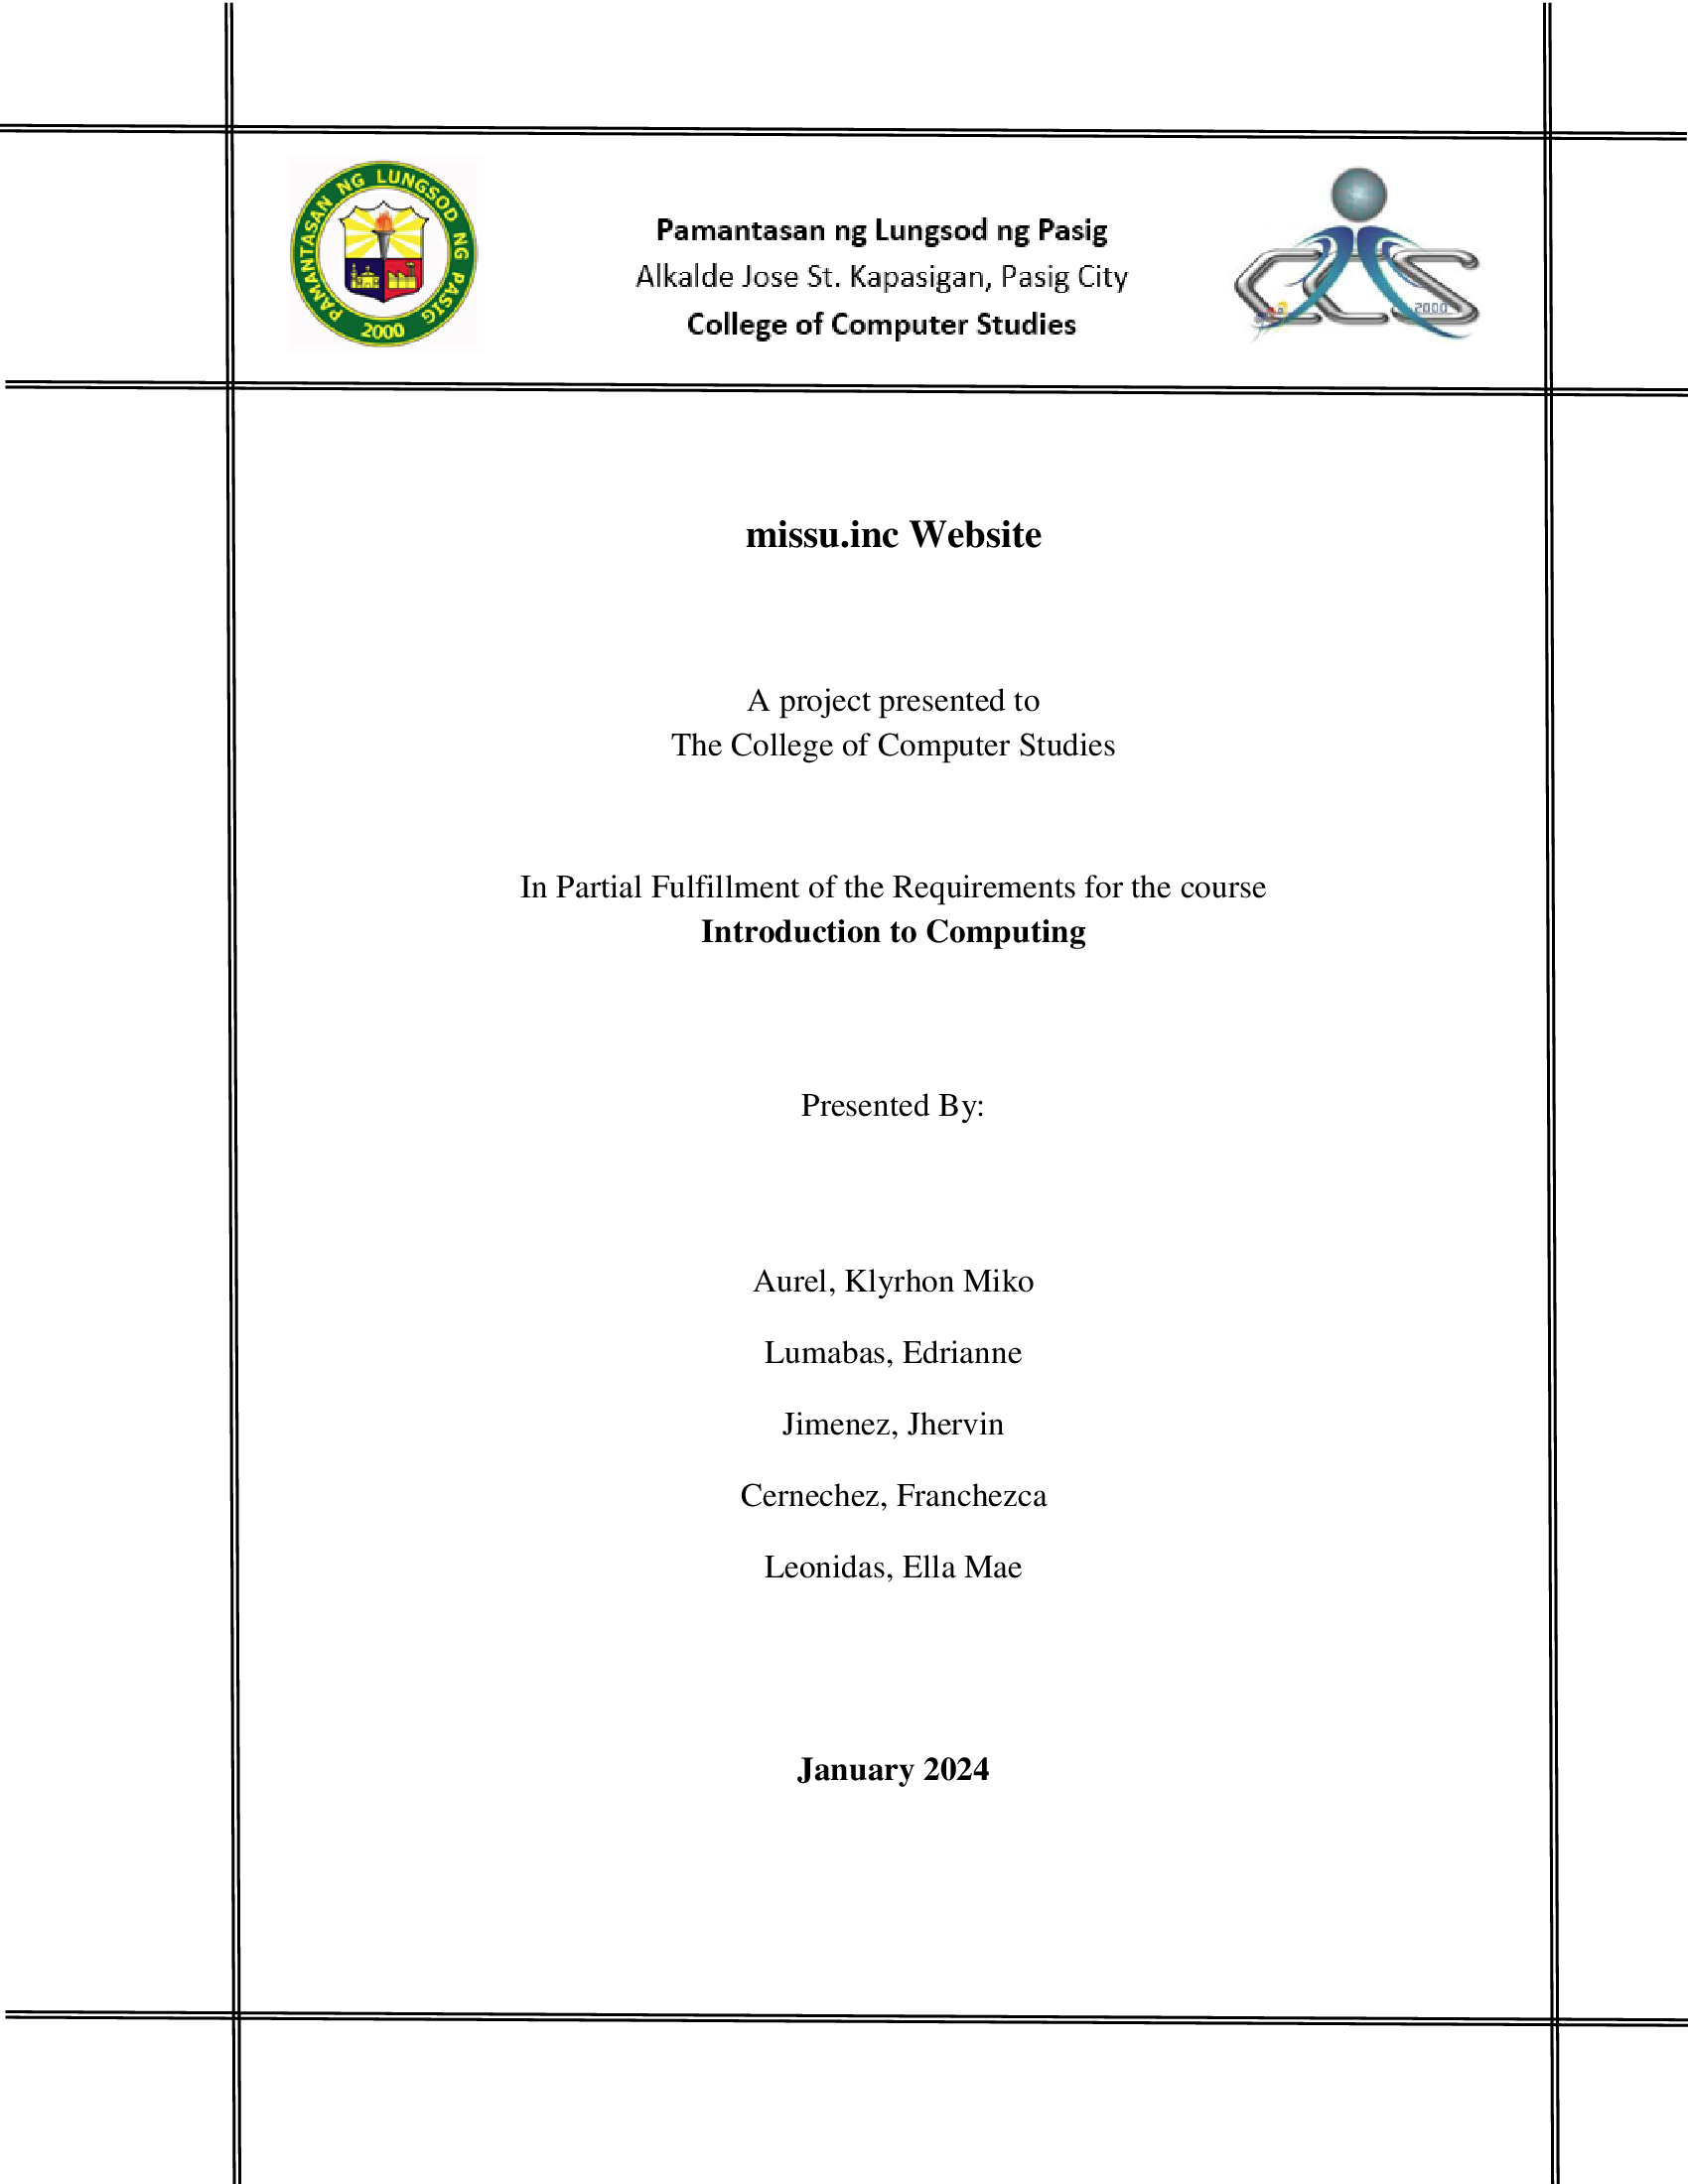 PAMANTASAN NG LUNGSOD NG PASIG
2000
Pamantasan ng Lungsod ng Pasig
Alkalde Jose St. Kapasigan, Pasig City
College of Computer Studies
CCS
2000
missu.inc Website
A project presented to
The College of Computer Studies
In Partial Fulfillment of the Requirements for the course
Introduction to Computing
Presented By:
Aurel, Klyrhon Miko
Lumabas, Edrianne
Jimenez, Jhervin
Cernechez, Franchezca
Leonidas, Ella Mae
January 2024